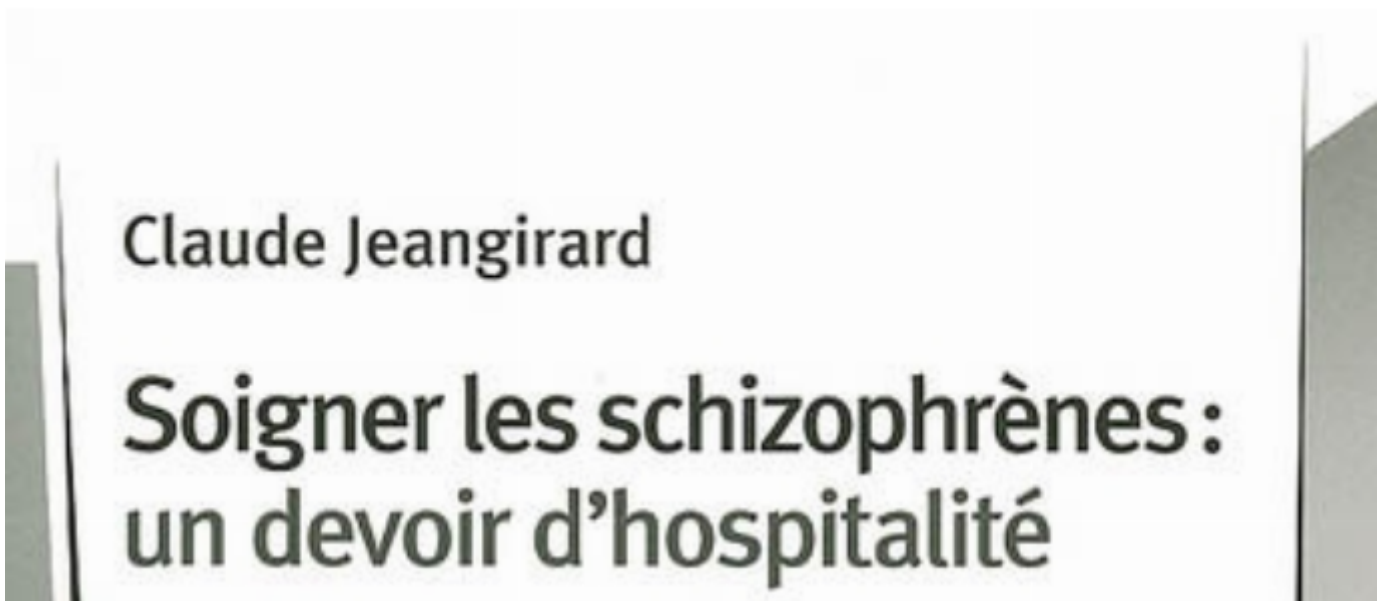 Claude Jeangirard
Soigner les schizophrènes :
un devoir d’hospitalité